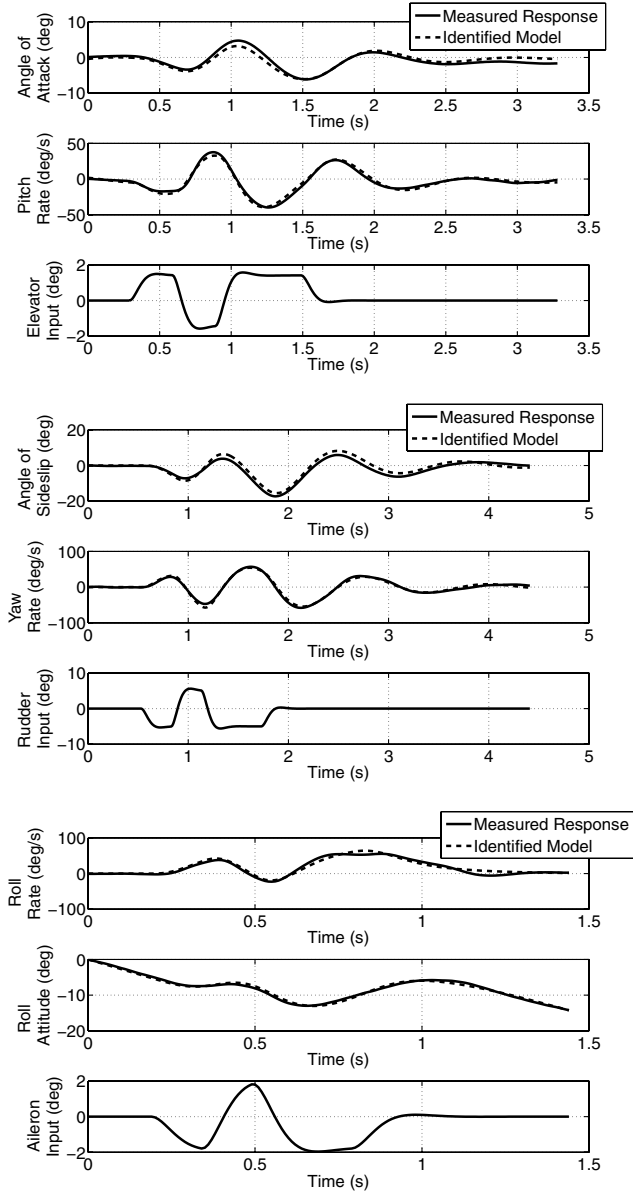 Measured Response
Identified Model
Angle of
Attack (deg)
10
0
−10
0 0.5 1 1.5 2 2.5 3 3.5
Time (s)
Pitch
Rate (deg/s)
50
0
−50
0 0.5 1 1.5 2 2.5 3 3.5
Time (s)
Elevator
Input (deg)
2
0
−2
0 0.5 1 1.5 2 2.5 3 3.5
Time (s)
Measured Response
Identified Model
Angle of
Sideslip (deg)
20
0
−20
0 1 2 3 4 5
Time (s)
Yaw
Rate (deg/s)
100
0
−100
0 1 2 3 4 5
Time (s)
Rudder
Input (deg)
10
0
−10
0 1 2 3 4 5
Time (s)
Measured Response
Identified Model
Roll
Rate (deg/s)
100
0
−100
0 0.5 1 1.5
Time (s)
Roll
Attitude (deg)
0
−10
−20
0 0.5 1 1.5
Time (s)
Aileron
Input (deg)
2
0
−2
0 0.5 1 1.5
Time (s)